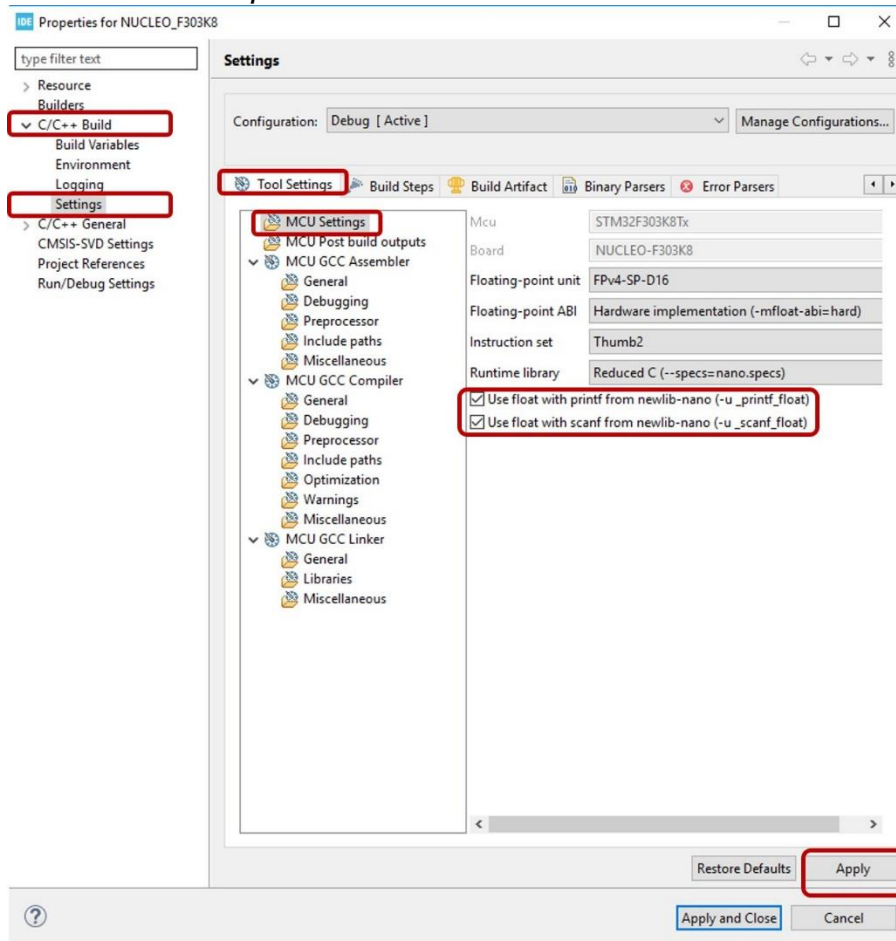 Properties for NUCLEO_F303K8
type filter text
Settings
Resource
Builders
C/C++ Build
Build Variables
Environment
Logging
Settings
C/C++ General
CMSIS-SVD Settings
Project References
Run/Debug Settings
Configuration: Debug [ Active ] Manage Configurations...
Tool Settings Build Steps Build Artifact Binary Parsers Error Parsers
MCU Settings
MCU Post build outputs
MCU GCC Assembler
General
Debugging
Preprocessor
Include paths
Miscellaneous
MCU GCC Compiler
General
Debugging
Preprocessor
Include paths
Optimization
Warnings
Miscellaneous
MCU GCC Linker
General
Libraries
Miscellaneous
Mcu STM32F303K8Tx
Board NUCLEO-F303K8
Floating-point unit FPv4-SP-D16
Floating-point ABI Hardware implementation (-mfloat-abi=hard)
Instruction set Thumb2
Runtime library Reduced C (--specs=nano.specs)
Use float with printf from newlib-nano (-u _printf_float)
Use float with scanf from newlib-nano (-u _scanf_float)
Restore Defaults Apply
? Apply and Close Cancel